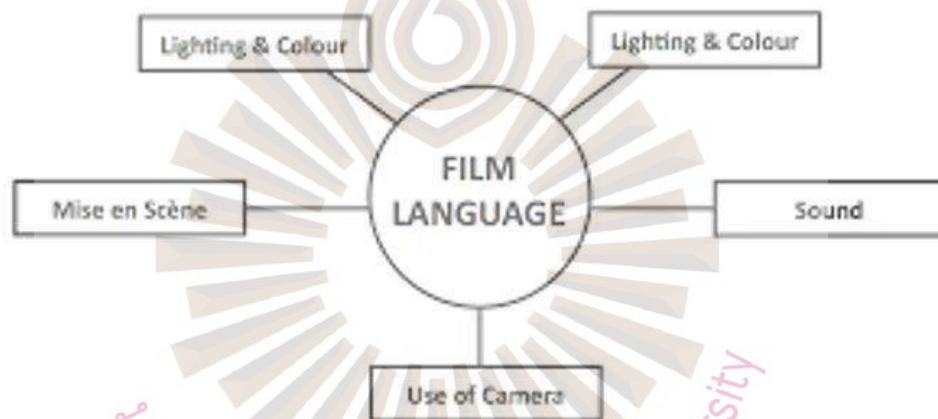 Lighting & Colour
Lighting & Colour
FILM
LANGUAGE
Mise en Scène
Sound
Use of Camera